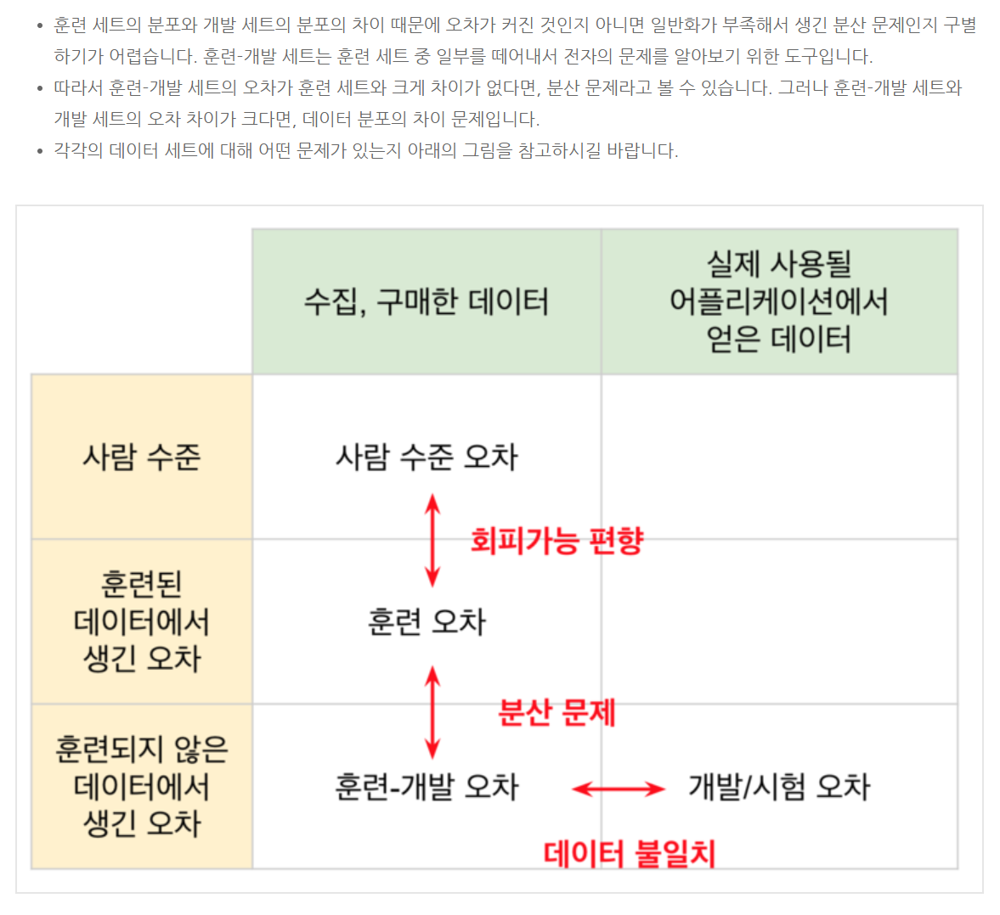 훈련 세트의 분포와 개발 세트의 분포의 차이 때문에 오차가 커진 것인지 아니면 일반화가 부족해서 생긴 분산 문제인지 구별
하기가 어렵습니다. 훈련-개발 세트는 훈련 세트 중 일부를 떼어내서 전자의 문제를 알아보기 위한 도구입니다.
따라서 훈련-개발 세트의 오차가 훈련 세트와 크게 차이가 없다면, 분산 문제라고 볼 수 있습니다. 그러나 훈련-개발 세트와
개발 세트의 오차 차이가 크다면, 데이터 분포의 차이 문제입니다.
각각의 데이터 세트에 대해 어떤 문제가 있는지 아래의 그림을 참고하시길 바랍니다.
수집, 구매한 데이터
실제 사용될
어플리케이션에서
얻은 데이터
사람 수준
사람 수준 오차
회피가능 편향
훈련된
데이터에서
생긴 오차
훈련 오차
분산 문제
훈련되지 않은
데이터에서
생긴 오차
훈련-개발 오차
개발/시험 오차
데이터 불일치